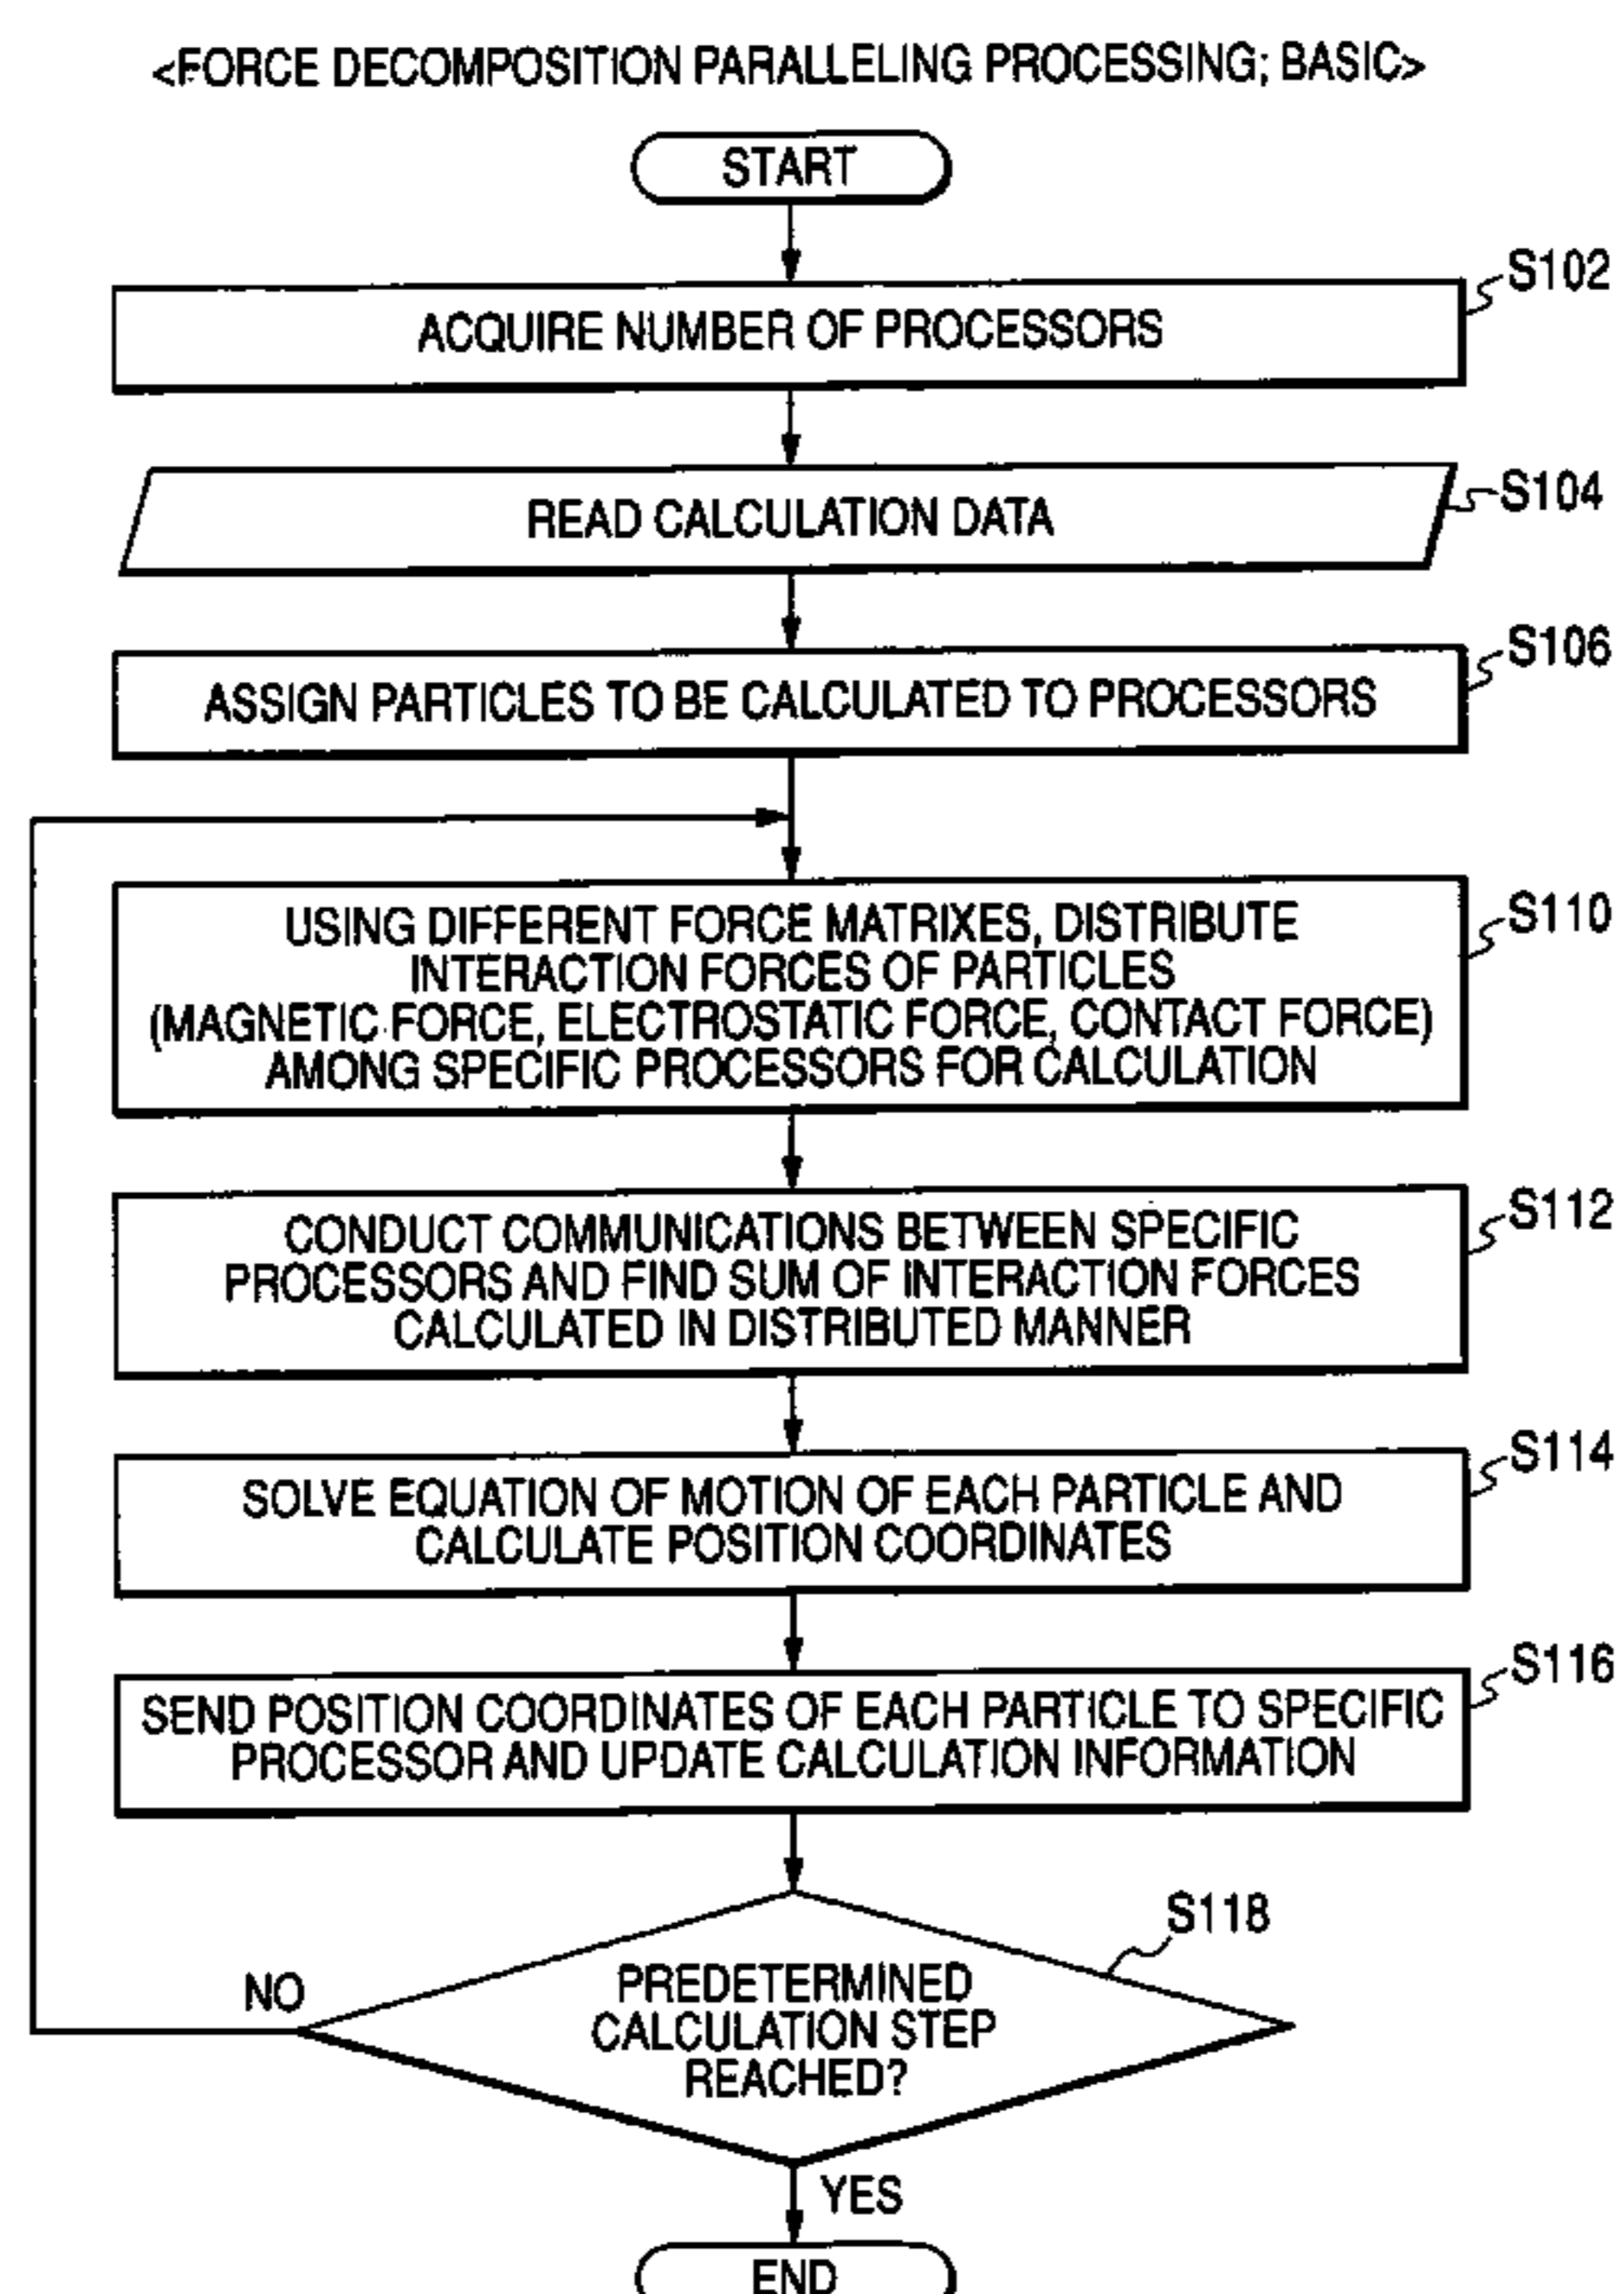 <FORCE DECOMPOSITION PARALLELING PROCESSING; BASIC>
START
S102
ACQUIRE NUMBER OF PROCESSORS
READ CALCULATION DATA
S104
S106
ASSIGN PARTICLES TO BE CALCULATED TO PROCESSORS
S110
USING DIFFERENT FORCE MATRIXES, DISTRIBUTE
INTERACTION FORCES OF PARTICLES
(MAGNETIC FORCE, ELECTROSTATIC FORCE, CONTACT FORCE)
AMONG SPECIFIC PROCESSORS FOR CALCULATION
S112
CONDUCT COMMUNICATIONS BETWEEN SPECIFIC
PROCESSORS AND FIND SUM OF INTERACTION FORCES
CALCULATED IN DISTRIBUTED MANNER
S114
SOLVE EQUATION OF MOTION OF EACH PARTICLE AND
CALCULATE POSITION COORDINATES
S116
SEND POSITION COORDINATES OF EACH PARTICLE TO SPECIFIC
PROCESSOR AND UPDATE CALCULATION INFORMATION
S118
NO
PREDETERMINED
CALCULATION STEP
REACHED?
YES
END